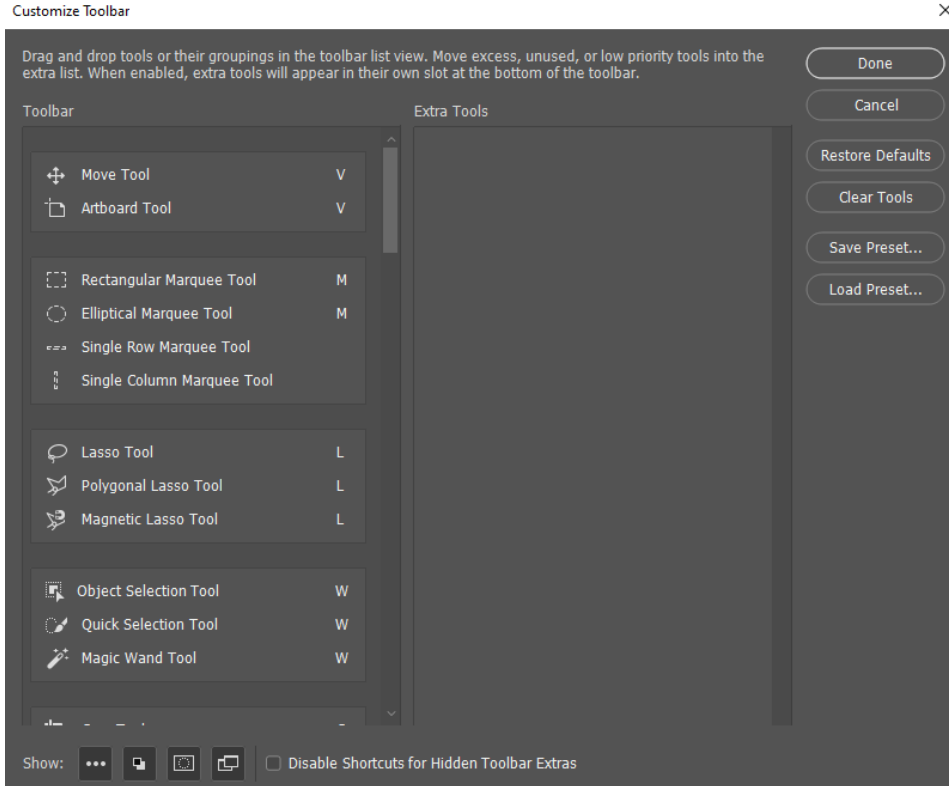 Customize Toolbar
Drag and drop tools or their groupings in the toolbar list view. Move excess, unused, or low priority tools into the
extra list. When enabled, extra tools will appear in their own slot at the bottom of the toolbar.
Done
Cancel
Restore Defaults
Clear Tools
Save Preset...
Load Preset...
Toolbar
Extra Tools
Move Tool V
Artboard Tool V
Rectangular Marquee Tool M
Elliptical Marquee Tool M
Single Row Marquee Tool
Single Column Marquee Tool
Lasso Tool L
Polygonal Lasso Tool L
Magnetic Lasso Tool L
Object Selection Tool W
Quick Selection Tool W
Magic Wand Tool W
Show:
Disable Shortcuts for Hidden Toolbar Extras